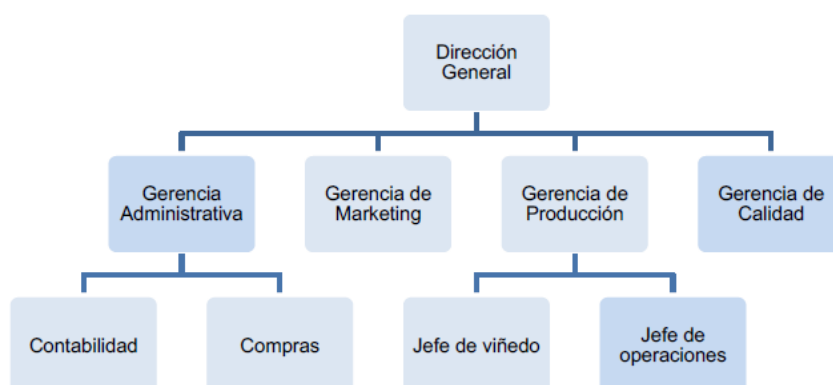 Dirección
General
Gerencia
Administrativa
Gerencia de
Marketing
Gerencia de
Producción
Gerencia de
Calidad
Contabilidad
Compras
Jefe de viñedo
Jefe de
operaciones